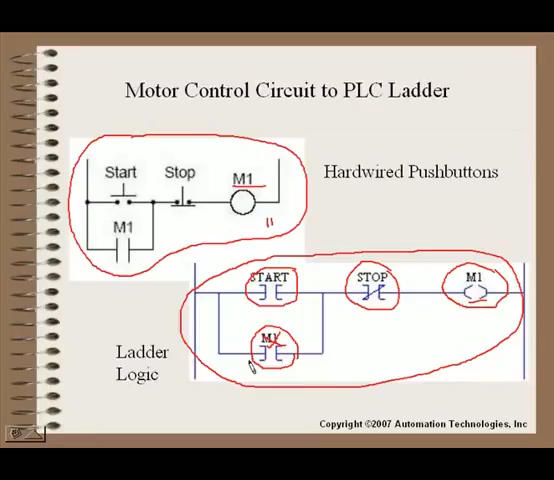 Motor Control Circuit to PLC Ladder
Start Stop M1
Hardwired Pushbuttons
M1
START STOP M1
M1
Ladder
Logic
Copyright ©2007 Automation Technologies, Inc